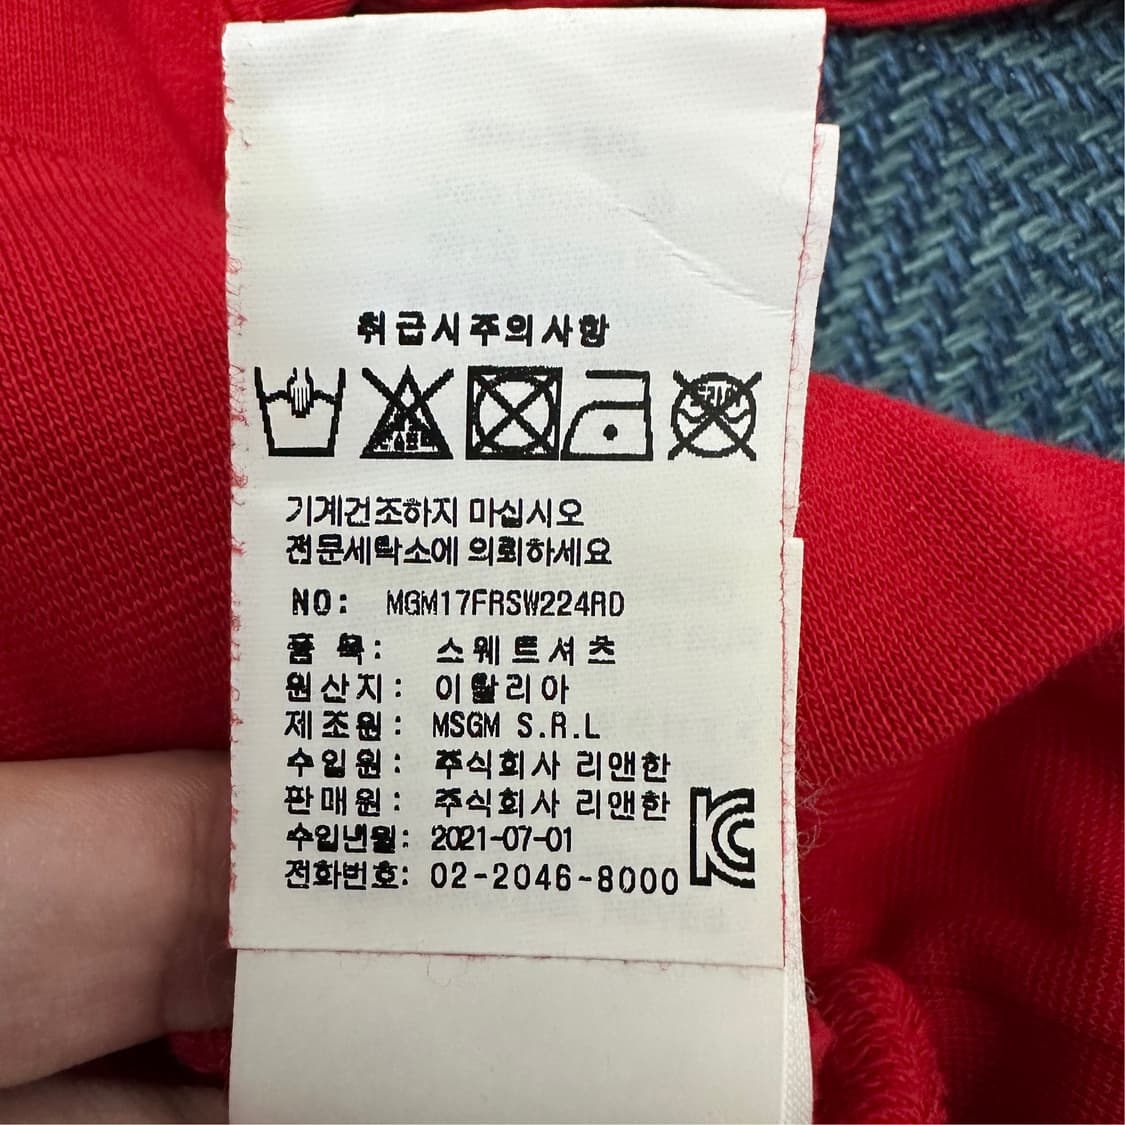 취급시주의사항
기계건조하지 마십시오
전문세탁소에 의뢰하세요
NO: MGM17FRSW224RD
품 목: 스웨트셔츠
원산지: 이탈리아
제조원: MSGM S.R.L
수입원: 주식회사 리앤한
판매원: 주식회사 리앤한
수입년월: 2021-07-01
전화번호: 02-2046-8000